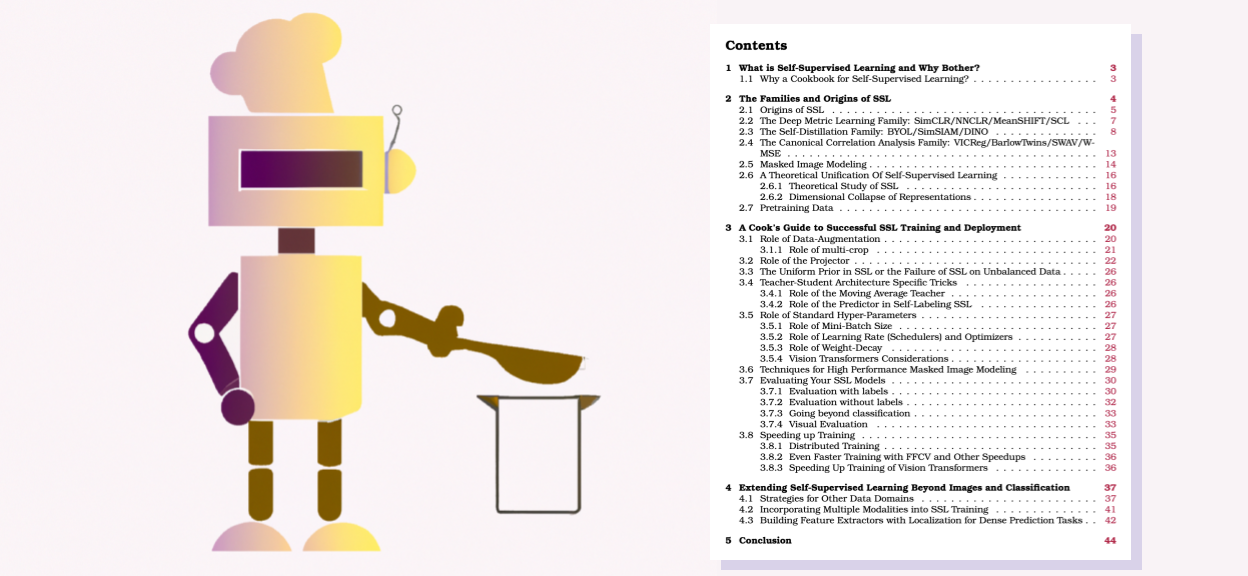 Contents
1 What is Self-Supervised Learning and Why Bother? 3
1.1 Why a Cookbook for Self-Supervised Learning? . . . . . . . . . . . . . . . . . 3
2 The Families and Origins of SSL 4
2.1 Origins of SSL . . . . . . . . . . . . . . . . . . . . . . . . . . . . . . . . . . . . . 5
2.2 The Deep Metric Learning Family: SimCLR/NNCLR/MeanSHIFT/SCL . . . 7
2.3 The Self-Distillation Family: BYOL/SimSIAM/DINO . . . . . . . . . . . . . . 8
2.4 The Canonical Correlation Analysis Family: VICReg/BarlowTwins/SWAV/W-
MSE . . . . . . . . . . . . . . . . . . . . . . . . . . . . . . . . . . . . . . . . . . 13
2.5 Masked Image Modeling . . . . . . . . . . . . . . . . . . . . . . . . . . . . . . . 14
2.6 A Theoretical Unification Of Self-Supervised Learning . . . . . . . . . . . . . 16
2.6.1 Theoretical Study of SSL . . . . . . . . . . . . . . . . . . . . . . . . . . 16
2.6.2 Dimensional Collapse of Representations . . . . . . . . . . . . . . . . . 18
2.7 Pretraining Data . . . . . . . . . . . . . . . . . . . . . . . . . . . . . . . . . . . 19
3 A Cook's Guide to Successful SSL Training and Deployment 20
3.1 Role of Data-Augmentation . . . . . . . . . . . . . . . . . . . . . . . . . . . . . 20
3.1.1 Role of multi-crop . . . . . . . . . . . . . . . . . . . . . . . . . . . . . . 21
3.2 Role of the Projector . . . . . . . . . . . . . . . . . . . . . . . . . . . . . . . . . 22
3.3 The Uniform Prior in SSL or the Failure of SSL on Unbalanced Data . . . . . 26
3.4 Teacher-Student Architecture Specific Tricks . . . . . . . . . . . . . . . . . . 26
3.4.1 Role of the Moving Average Teacher . . . . . . . . . . . . . . . . . . . . 26
3.4.2 Role of the Predictor in Self-Labeling SSL . . . . . . . . . . . . . . . . . 26
3.5 Role of Standard Hyper-Parameters . . . . . . . . . . . . . . . . . . . . . . . . 27
3.5.1 Role of Mini-Batch Size . . . . . . . . . . . . . . . . . . . . . . . . . . . 27
3.5.2 Role of Learning Rate (Schedulers) and Optimizers . . . . . . . . . . . 27
3.5.3 Role of Weight-Decay . . . . . . . . . . . . . . . . . . . . . . . . . . . . 28
3.5.4 Vision Transformers Considerations . . . . . . . . . . . . . . . . . . . . 28
3.6 Techniques for High Performance Masked Image Modeling . . . . . . . . . . . 29
3.7 Evaluating Your SSL Models . . . . . . . . . . . . . . . . . . . . . . . . . . . . 30
3.7.1 Evaluation with labels . . . . . . . . . . . . . . . . . . . . . . . . . . . . 30
3.7.2 Evaluation without labels . . . . . . . . . . . . . . . . . . . . . . . . . . 32
3.7.3 Going beyond classification . . . . . . . . . . . . . . . . . . . . . . . . . 33
3.7.4 Visual Evaluation . . . . . . . . . . . . . . . . . . . . . . . . . . . . . . 33
3.8 Speeding up Training . . . . . . . . . . . . . . . . . . . . . . . . . . . . . . . . 35
3.8.1 Distributed Training . . . . . . . . . . . . . . . . . . . . . . . . . . . . . 35
3.8.2 Even Faster Training with FFCV and Other Speedups . . . . . . . . . . 36
3.8.3 Speeding Up Training of Vision Transformers . . . . . . . . . . . . . . . 36
4 Extending Self-Supervised Learning Beyond Images and Classification 37
4.1 Strategies for Other Data Domains . . . . . . . . . . . . . . . . . . . . . . . . 37
4.2 Incorporating Multiple Modalities into SSL Training . . . . . . . . . . . . . . 41
4.3 Building Feature Extractors with Localization for Dense Prediction Tasks . . 42
5 Conclusion 44